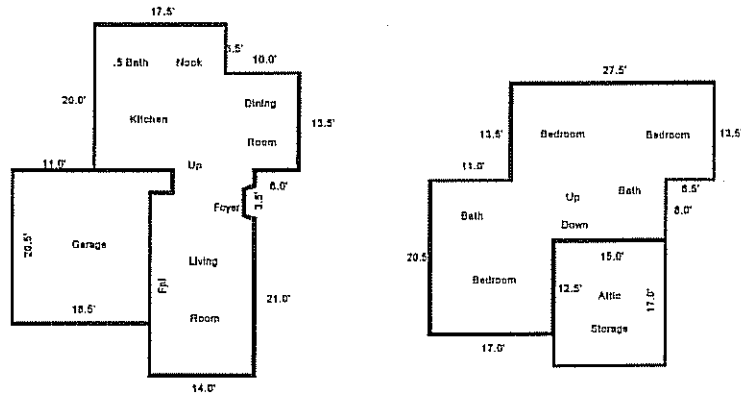 17.5'
.5 Bath Nook
10.0'
20.0'
Kitchen
Dining
Room
13.5'
11.0'
Up
6.0'
Foyer
3.5'
20.5'
Garage
Living
Fpl
21.0'
Room
18.5'
14.0'
27.5'
13.5'
Bedroom Bedroom
13.5'
11.0'
Bath
Up
Bath
6.5'
8.0'
Down
20.5
15.0'
Bedroom
12.5'
Attic
17.0'
Storage
17.0'